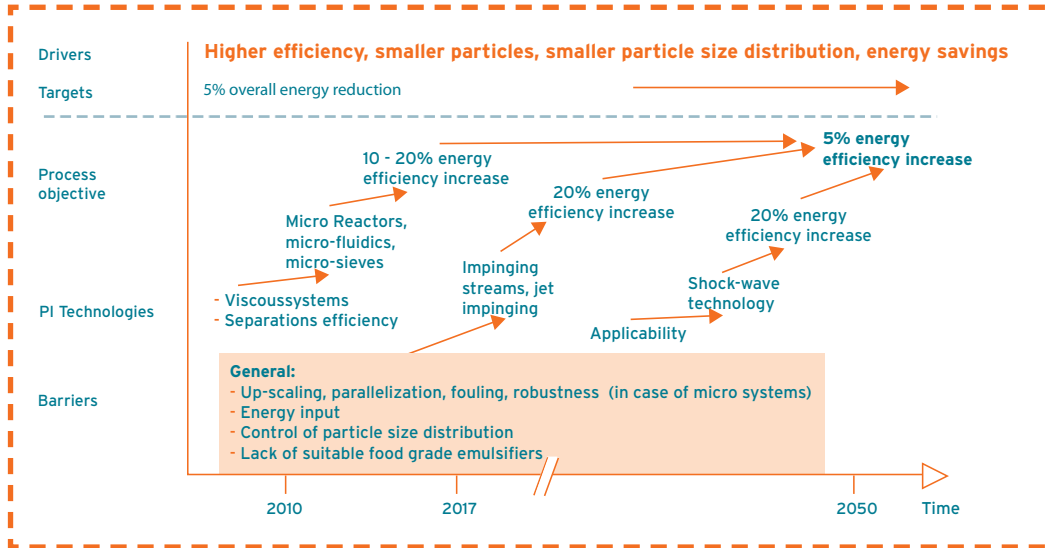 Drivers
Higher efficiency, smaller particles, smaller particle size distribution, energy savings
Targets
5% overall energy reduction
Process
objective
5% energy
efficiency increase
10 - 20% energy
efficiency increase
20% energy
efficiency increase
20% energy
efficiency increase
Micro Reactors,
micro-fluidics,
micro-sieves
Impinging
streams, jet
impinging
Shock-wave
technology
PI Technologies
- Viscoussystems
- Separations efficiency
Applicability
Barriers
General:
- Up-scaling, parallelization, fouling, robustness (in case of micro systems)
- Energy input
- Control of particle size distribution
- Lack of suitable food grade emulsifiers
2010
2017
2050
Time